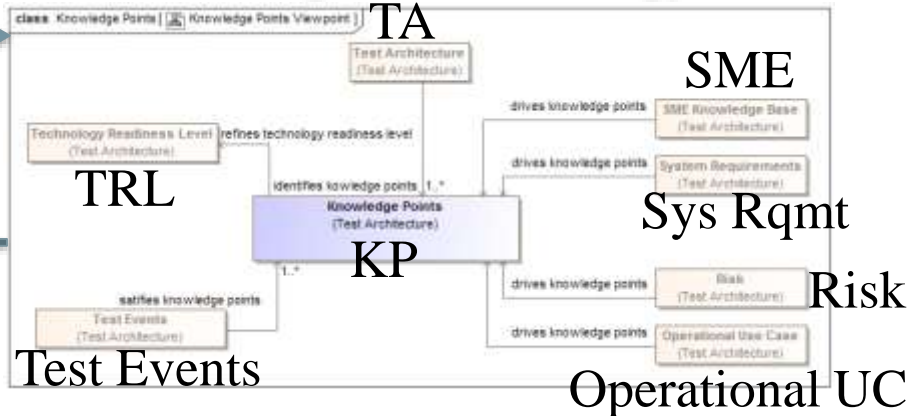 class Knowledge Points [ Knowledge Points Viewpoint ]
TA
Test Architecture
(Test Architecture)
SME
drives knowledge points
SME Knowledge Base
(Test Architecture)
Technology Readiness Level
(Test Architecture)
refines technology readiness level
TRL
drives knowledge points
System Requirements
(Test Architecture)
Sys Rqmt
identifies kowledge points
1..*
Knowledge Points
(Test Architecture)
KP
1..*
drives knowledge points
Risk
(Test Architecture)
Risk
satifies knowledge points
Test Events
(Test Architecture)
Test Events
drives knowledge points
Operational Use Case
(Test Architecture)
Operational UC